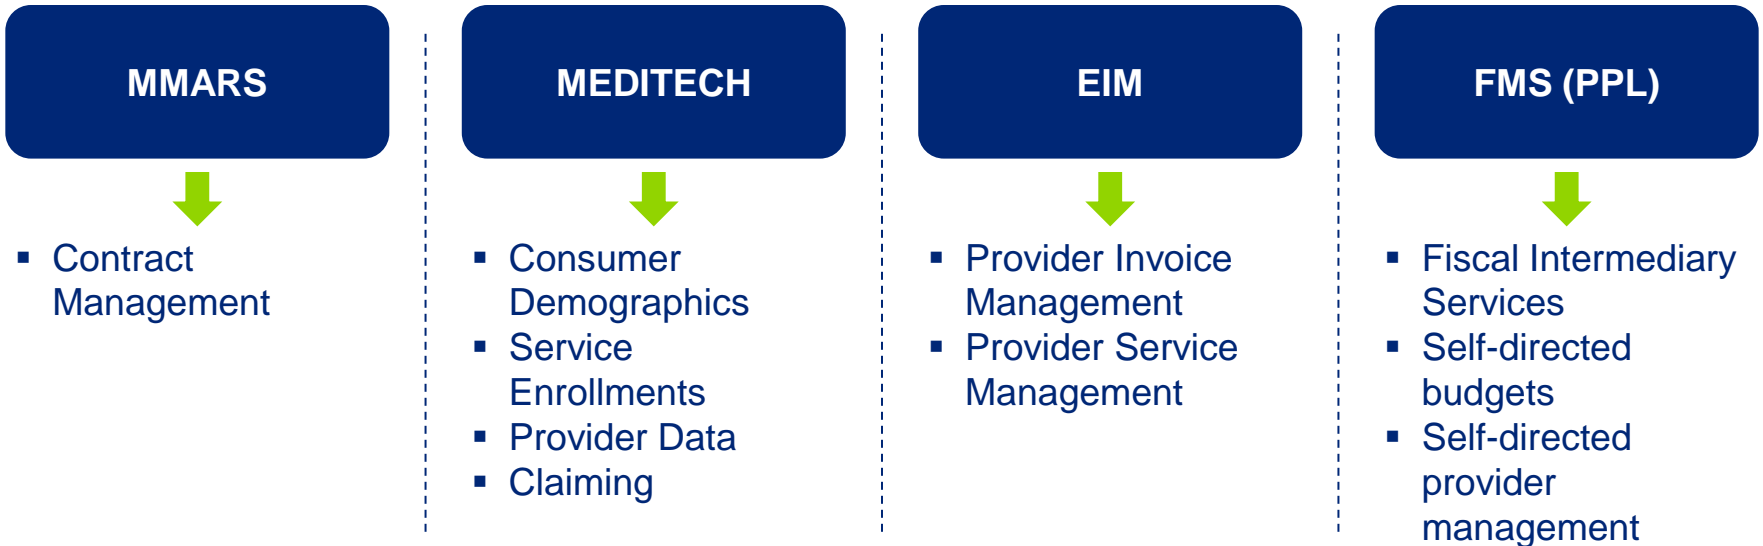 MMARS
▪ Contract
Management
MEDITECH
▪ Consumer
Demographics
▪ Service
Enrollments
▪ Provider Data
▪ Claiming
EIM
▪ Provider Invoice
Management
▪ Provider Service
Management
FMS (PPL)
▪ Fiscal Intermediary
Services
▪ Self-directed
budgets
▪ Self-directed
provider
management